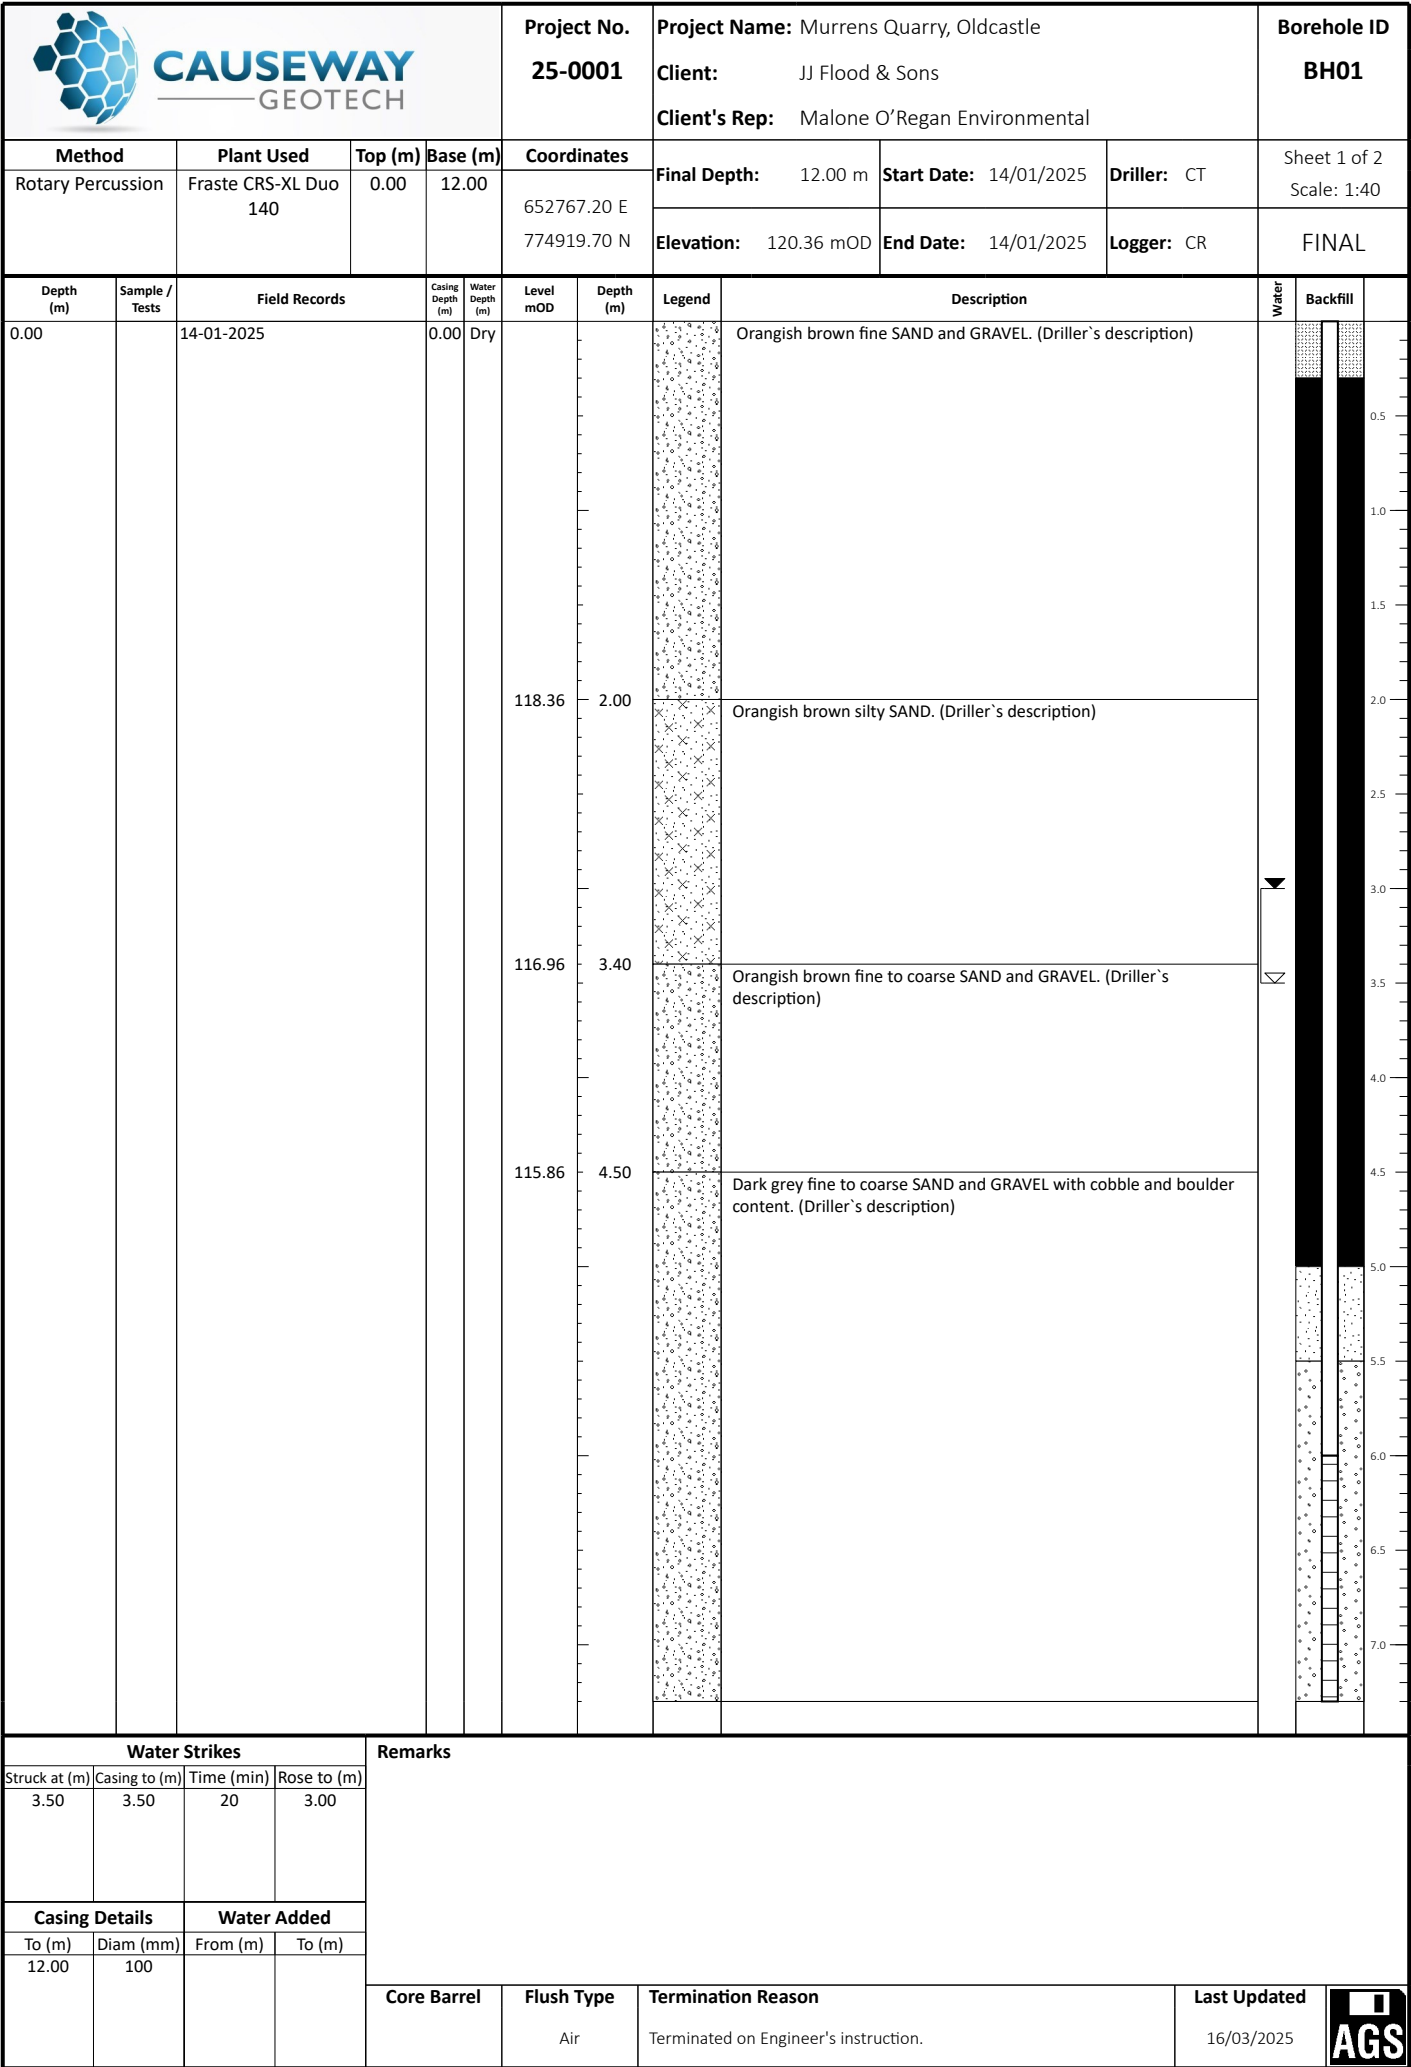 CAUSEWAY
GEOTECH
Project No.
25-0001
Project Name: Murrens Quarry, Oldcastle
Client: JJ Flood & Sons
Client's Rep: Malone O’Regan Environmental
Borehole ID
BH01
Method Plant Used Top (m) Base (m)
Rotary Percussion Fraste CRS-XL Duo 0.00 12.00
140
Coordinates
652767.20 E
774919.70 N
Final Depth: 12.00 m Start Date: 14/01/2025 Driller: CT
Elevation: 120.36 mOD End Date: 14/01/2025 Logger: CR
Sheet 1 of 2
Scale: 1:40
FINAL
Depth
(m)
Sample /
Tests
Field Records
Casing
Depth
(m)
Water
Depth
(m)
Level
mOD
Depth
(m)
Legend
Description
Water
Backfill
0.00 14-01-2025 0.00 Dry
Orangish brown fine SAND and GRAVEL. (Driller`s description)
0.5
1.0
1.5
118.36 2.00
2.0
Orangish brown silty SAND. (Driller`s description)
2.5
3.0
116.96 3.40
Orangish brown fine to coarse SAND and GRAVEL. (Driller`s
description)
3.5
4.0
115.86 4.50
4.5
Dark grey fine to coarse SAND and GRAVEL with cobble and boulder
content. (Driller`s description)
5.0
5.5
6.0
6.5
7.0
Water Strikes
Struck at (m) Casing to (m) Time (min) Rose to (m)
3.50 3.50 20 3.00
Remarks
Casing Details Water Added
To (m) Diam (mm) From (m) To (m)
12.00 100
Core Barrel
Flush Type
Air
Termination Reason
Terminated on Engineer's instruction.
Last Updated
16/03/2025
AGS